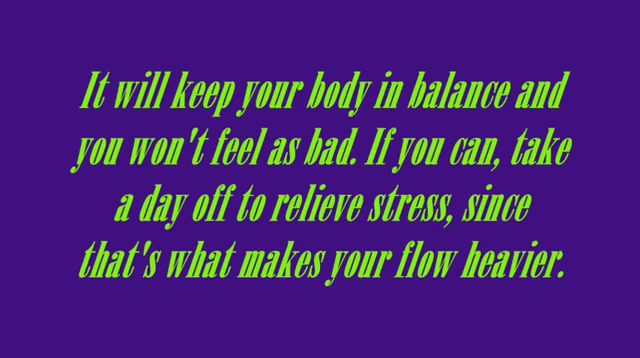 It will keep your body in balance and
you won't feel as bad. If you can, take
a day off to relieve stress, since
that's what makes your flow heavier.